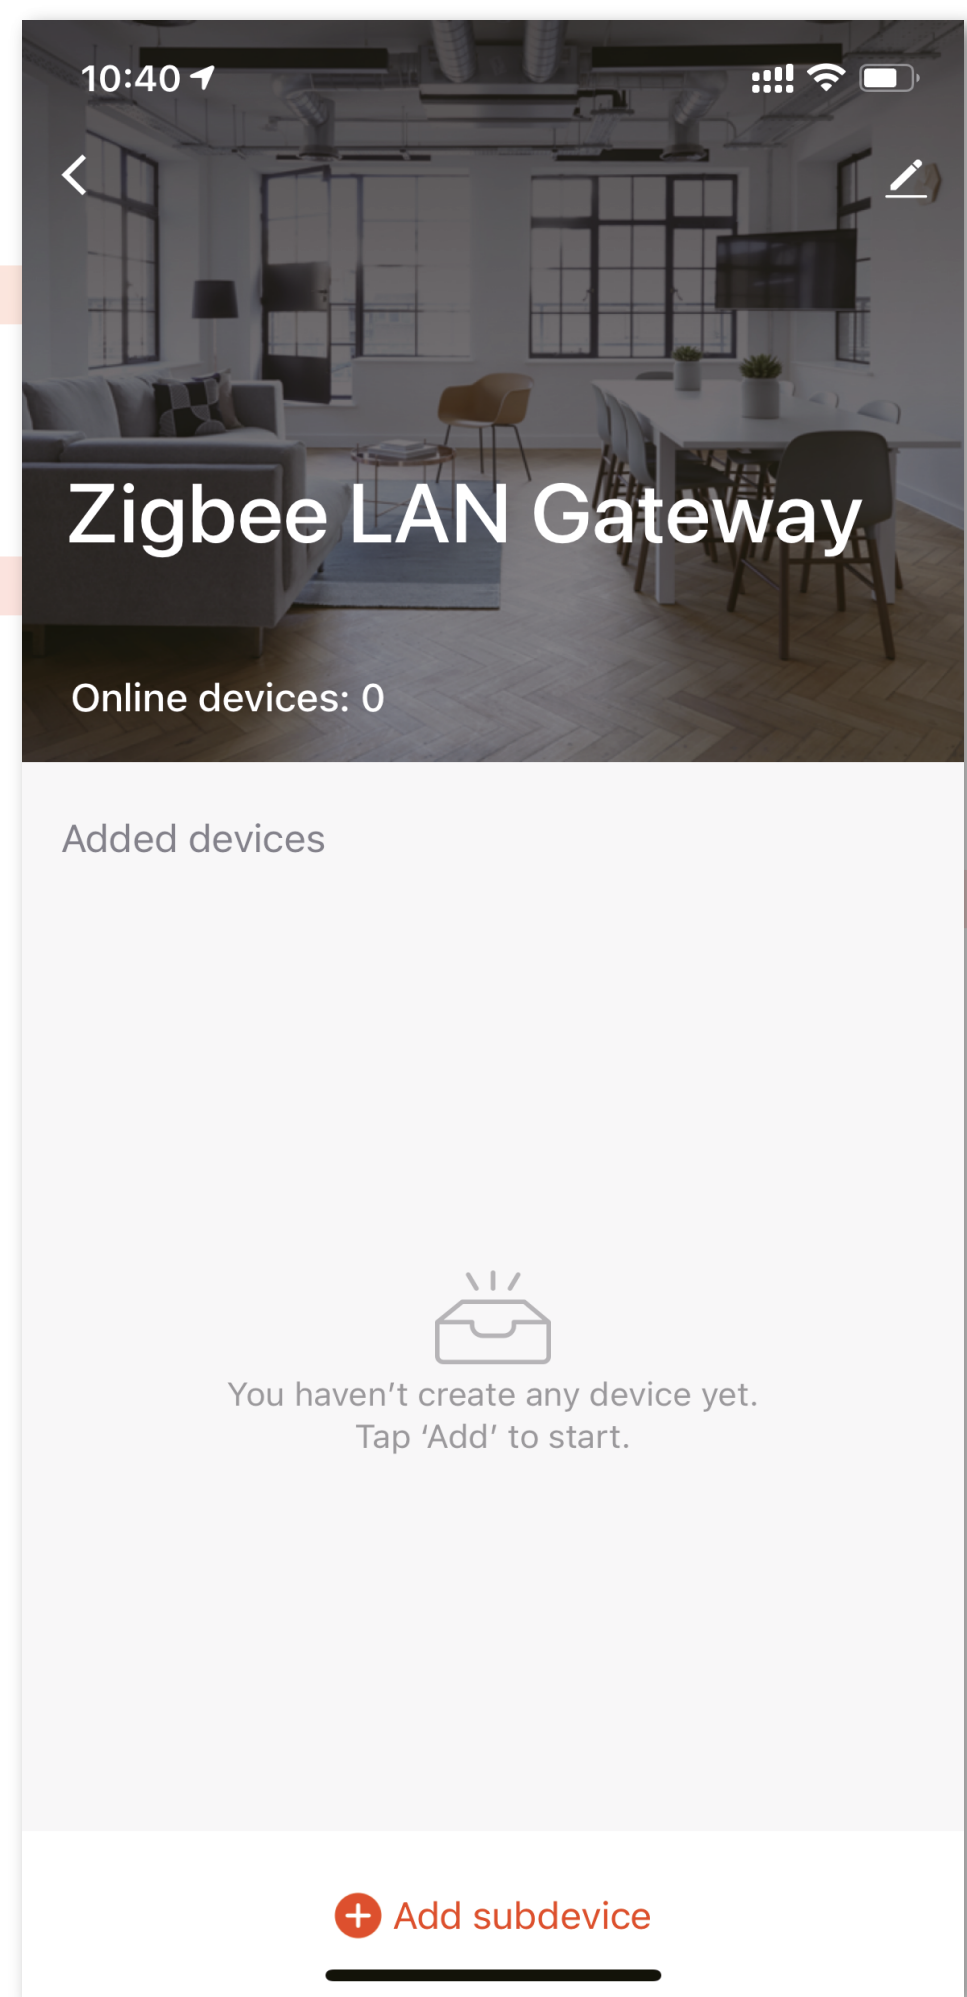 10:40
Zigbee LAN Gateway
Online devices: 0
Added devices
You haven't create any device yet.
Tap ‘Add’ to start.
Add subdevice